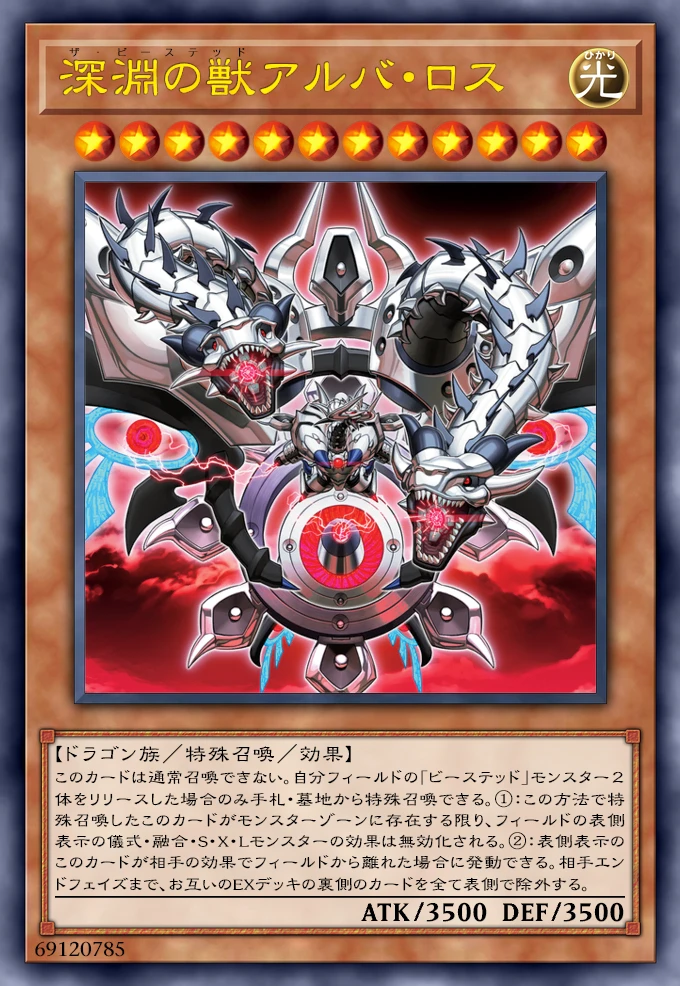 ザ・ビーステッド
深淵の獣アルバ・ロス
ひかり
光
【ドラゴン族／特殊召喚／効果】
このカードは通常召喚できない。自分フィールドの「ビーステッド」モンスター２
体をリリースした場合のみ手札・墓地から特殊召喚できる。①：この方法で特
殊召喚したこのカードがモンスターゾーンに存在する限り、フィールドの表側
表示の儀式・融合・S・X・Lモンスターの効果は無効化される。②：表側表示の
このカードが相手の効果でフィールドから離れた場合に発動できる。相手エン
ドフェイズまで、お互いのEXデッキの裏側のカードを全て表側で除外する。
ATK/3500 DEF/3500
69120785